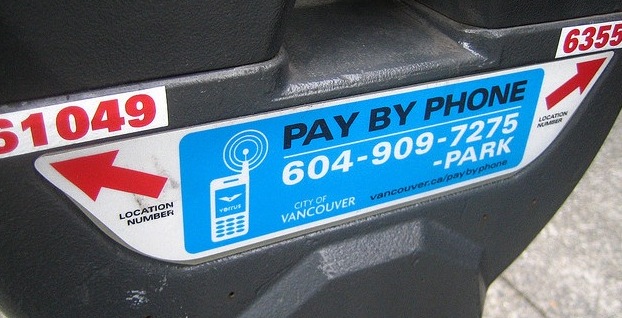 61049
6355
PAY BY PHONE
604-909-7275
-PARK
LOCATION
NUMBER
LOCATION
NUMBER
verrus
CITY OF
VANCOUVER
vancouver.ca/paybyphone